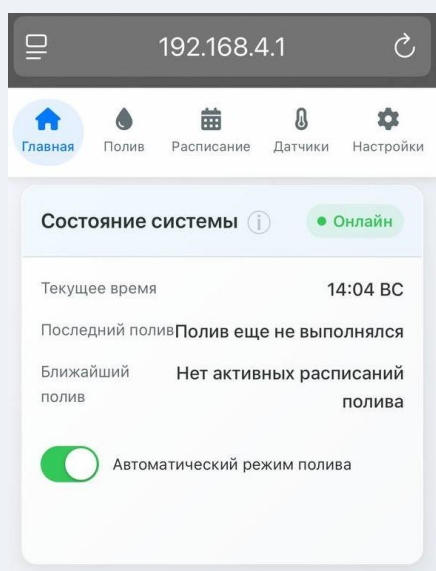 192.168.4.1
Главная Полив Расписание Датчики Настройки
Состояние системы i Онлайн
Текущее время 14:04 ВС
Последний полив Полив еще не выполнялся
Ближайший Нет активных расписаний
полив полива
Автоматический режим полива